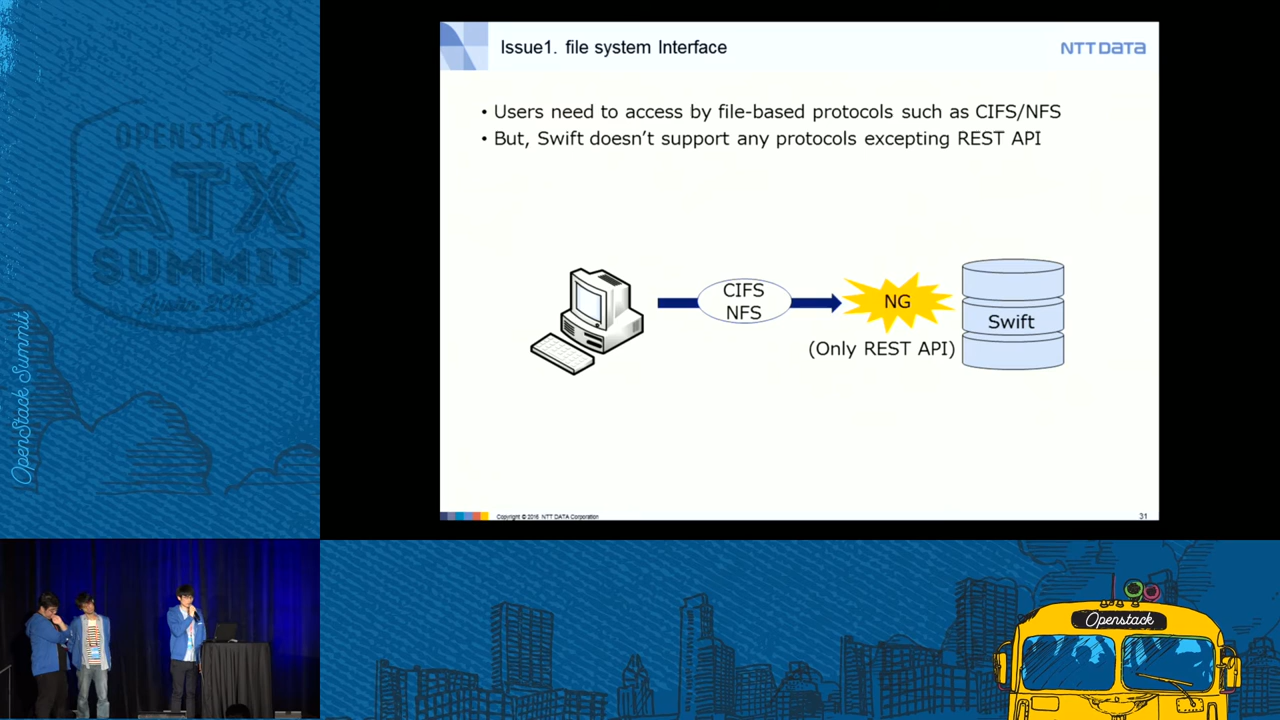 Issue1. file system Interface
NTT DATA
• Users need to access by file-based protocols such as CIFS/NFS
• But, Swift doesn't support any protocols excepting REST API
CIFS
NFS
NG
(Only REST API)
Swift
Copyright © 2016 NTT DATA Corporation
31
OPENSTACK
ATX
SUMMIT
OpenStack Summit
Openstack